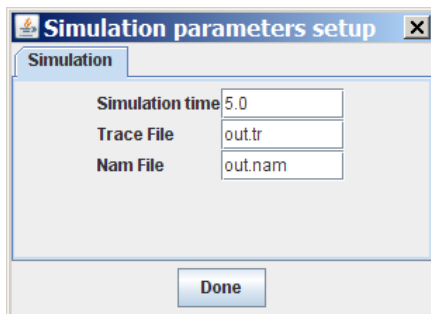 Simulation parameters setup
Simulation
Simulation time 5.0
Trace File out.tr
Nam File out.nam
Done